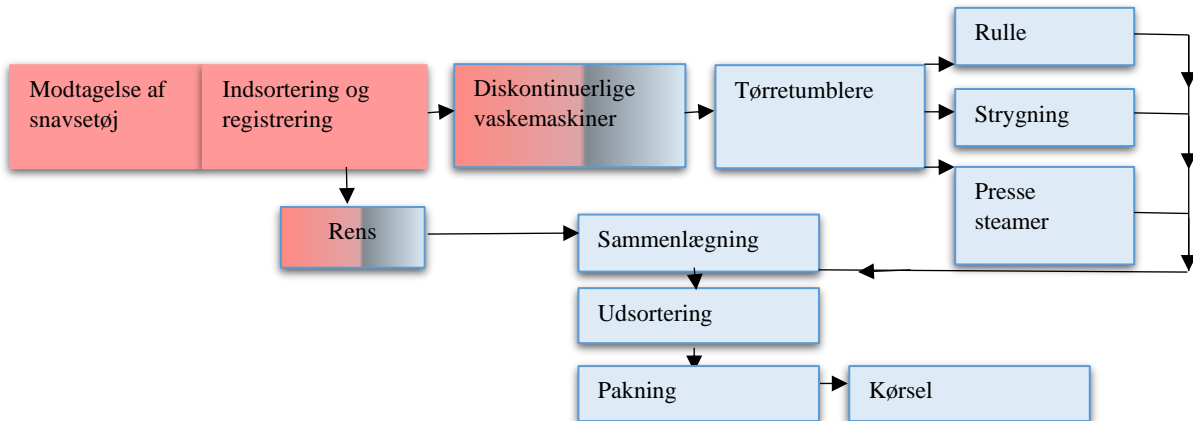 Modtagelse af
snavsetøj
Indsortering og
registrering
Diskontinuerlige
vaskemaskiner
Tørretumblere
Rulle
Strygning
Presse
steamer
Rens
Sammenlægning
Udsortering
Pakning
Kørsel